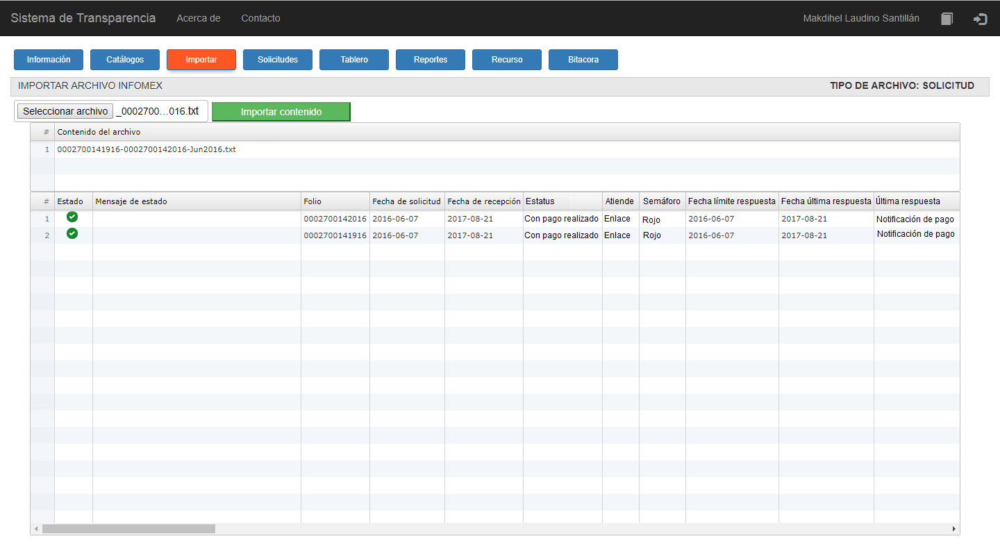 Sistema de Transparencia Acerca de Contacto Makdihel Laudino Santillán
Información Catálogos Importar Solicitudes Tablero Reportes Recurso Bitacora
IMPORTAR ARCHIVO INFOMEX TIPO DE ARCHIVO: SOLICITUD
Seleccionar archivo _0002700…016.txt Importar contenido
# Contenido del archivo
1 0002700141916-0002700142016-Jun2016.txt
# Estado Mensaje de estado Folio Fecha de solicitud Fecha de recepción Estatus Atiende Semáforo Fecha límite respuesta Fecha última respuesta Última respuesta
1 0002700142016 2016-06-07 2017-08-21 Con pago realizado Enlace Rojo 2016-06-07 2017-08-21 Notificación de pago
2 0002700141916 2016-06-07 2017-08-21 Con pago realizado Enlace Rojo 2016-06-07 2017-08-21 Notificación de pago